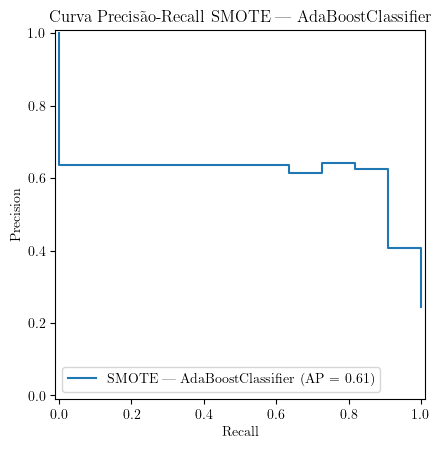 Curva Precisão-Recall SMOTE — AdaBoostClassifier
1.0
0.8
0.6
0.4
0.2
0.0
Precision
SMOTE — AdaBoostClassifier (AP = 0.61)
0.0 0.2 0.4 0.6 0.8 1.0
Recall